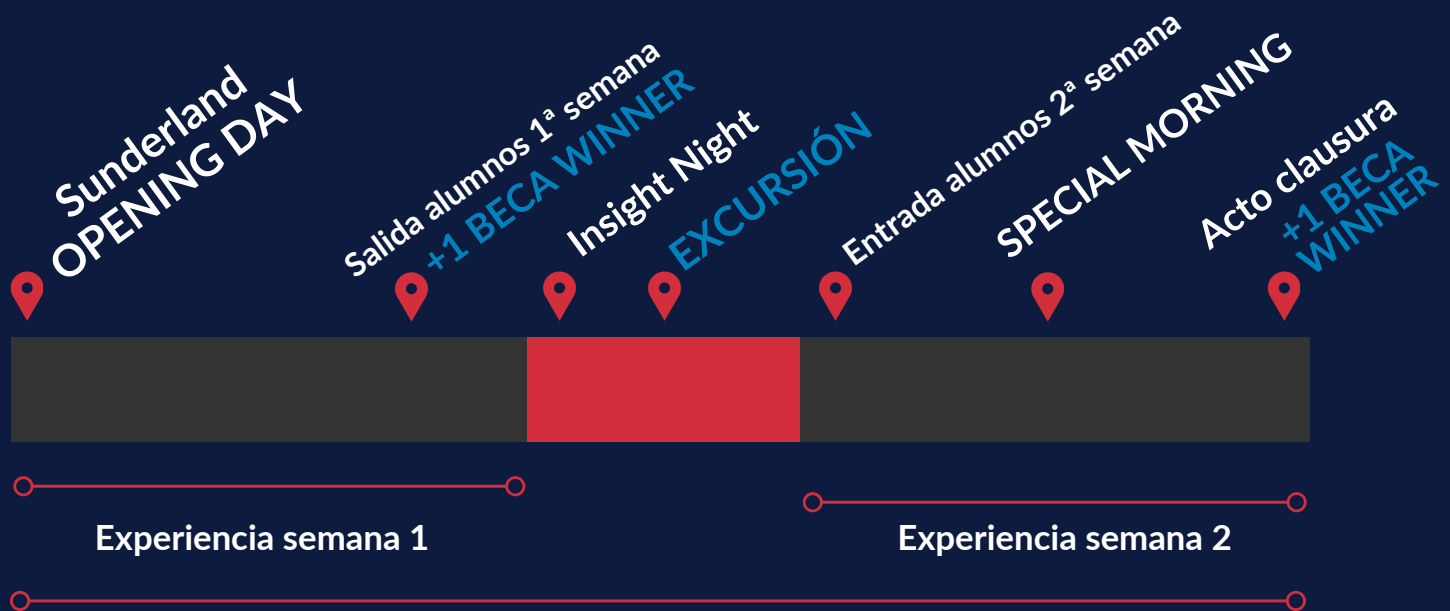 Sunderland
OPENING DAY
Salida alumnos 1ª semana
+1 BECA WINNER
Insight Night
EXCURSIÓN
Entrada alumnos 2ª semana
SPECIAL MORNING
Acto clausura
+1 BECA
WINNER
Experiencia semana 1
Experiencia semana 2